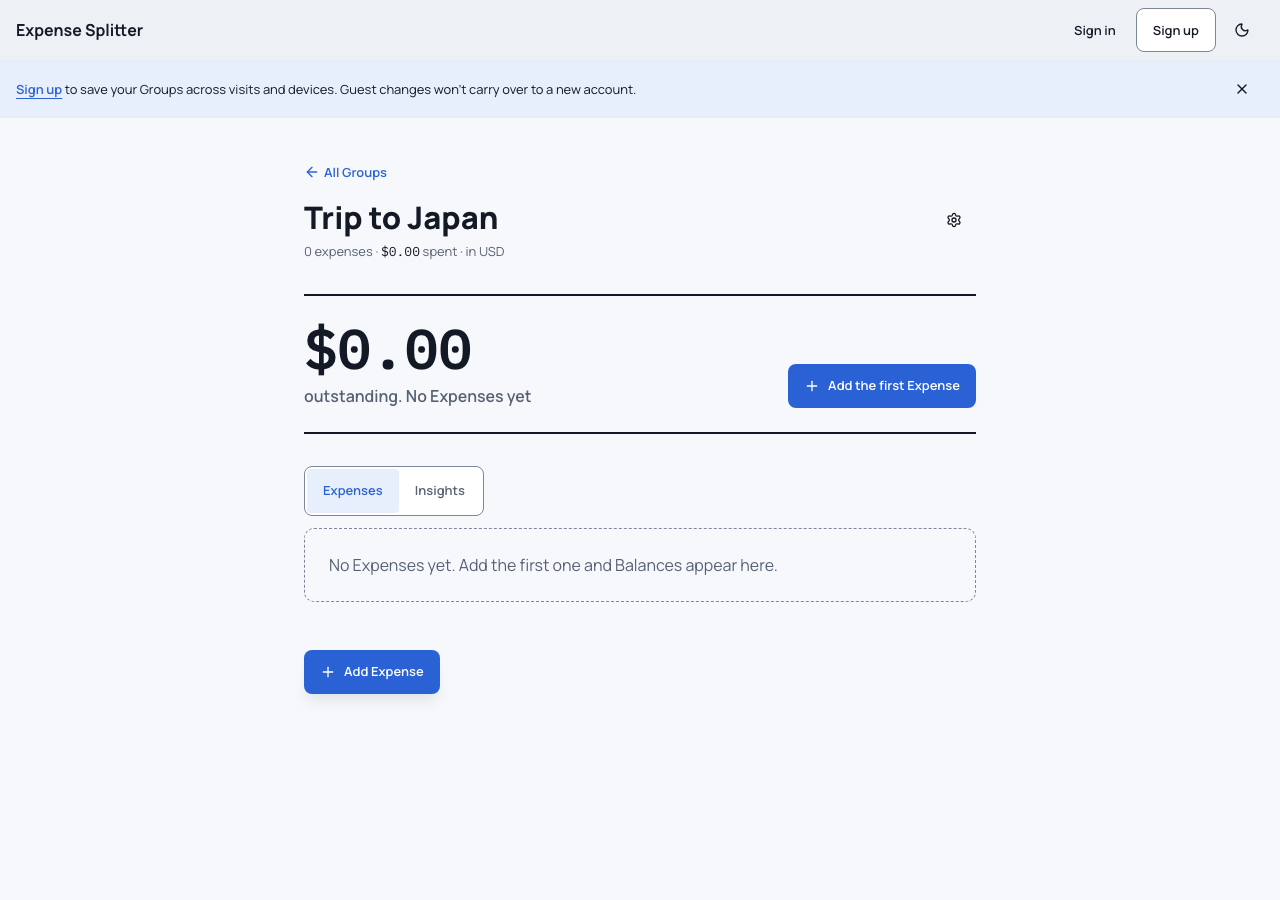 Expense Splitter
Sign in
Sign up
Sign up to save your Groups across visits and devices. Guest changes won't carry over to a new account.
All Groups
Trip to Japan
0 expenses · $0.00 spent · in USD
$0.00
outstanding. No Expenses yet
Add the first Expense
Expenses
Insights
No Expenses yet. Add the first one and Balances appear here.
Add Expense